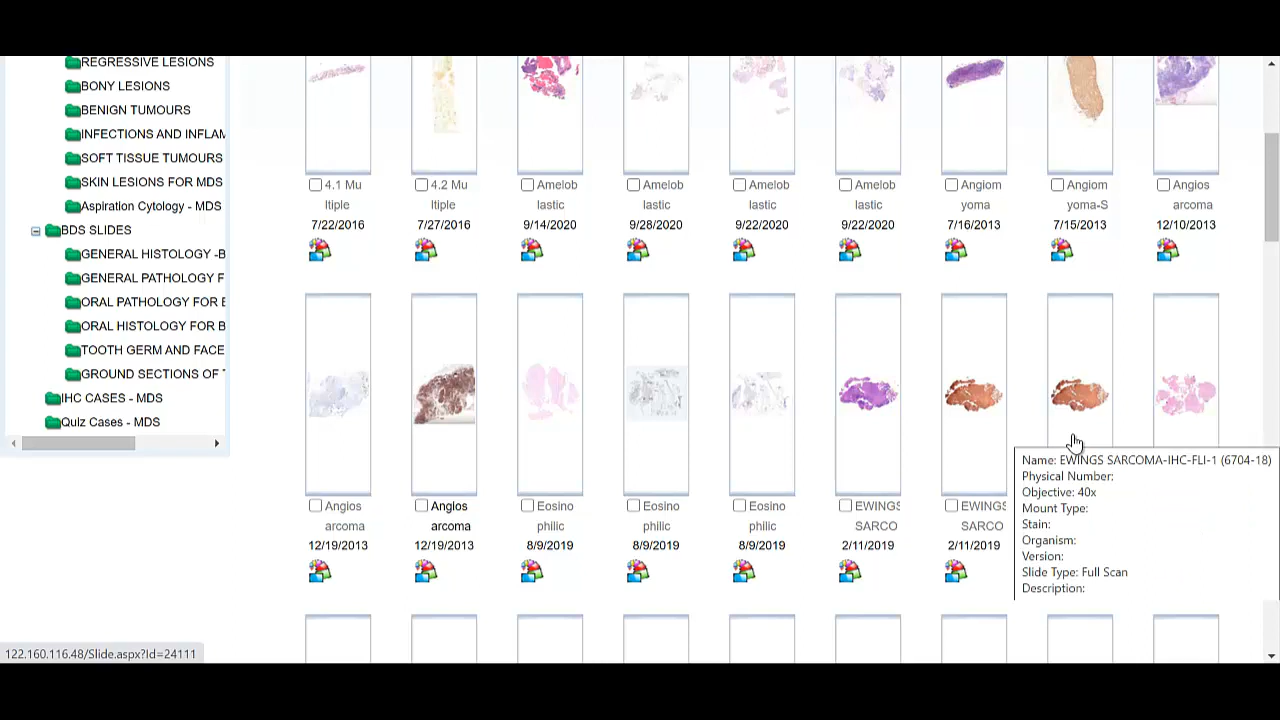 REGRESSIVE LESIONS
BONY LESIONS
BENIGN TUMOURS
INFECTIONS AND INFLAM
SOFT TISSUE TUMOURS
SKIN LESIONS FOR MDS
Aspiration Cytology - MDS
BDS SLIDES
GENERAL HISTOLOGY -B
GENERAL PATHOLOGY F
ORAL PATHOLOGY FOR B
ORAL HISTOLOGY FOR B
TOOTH GERM AND FACE
GROUND SECTIONS OF T
IHC CASES - MDS
Quiz Cases - MDS
4.1 Mu 4.2 Mu Amelob Amelob Amelob Amelob Angiom Angiom Angios
ltiple ltiple lastic lastic lastic lastic yoma yoma-S arcoma
7/22/2016 7/27/2016 9/14/2020 9/28/2020 9/22/2020 9/22/2020 7/16/2013 7/15/2013 12/10/2013
Angios Angios Eosino Eosino Eosino EWINGS EWINGS
arcoma arcoma philic philic philic SARCO SARCO
12/19/2013 12/19/2013 8/9/2019 8/9/2019 8/9/2019 2/11/2019 2/11/2019
Name: EWINGS SARCOMA-IHC-FLI-1 (6704-18)
Physical Number:
Objective: 40x
Mount Type:
Stain:
Organism:
Version:
Slide Type: Full Scan
Description:
122.160.116.48/Slide.aspx?Id=24111